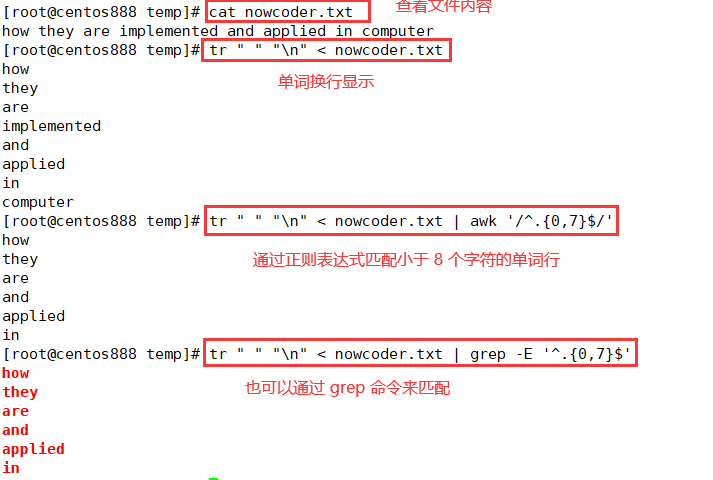 [root@centos888 temp]# cat nowcoder.txt 查看文件内容
how they are implemented and applied in computer
[root@centos888 temp]# tr " " "\n" < nowcoder.txt
how
单词换行显示
they
are
implemented
and
applied
in
computer
[root@centos888 temp]# tr " " "\n" < nowcoder.txt | awk '/^.{0,7}$/'
how
they
通过正则表达式匹配小于 8 个字符的单词行
are
and
applied
in
[root@centos888 temp]# tr " " "\n" < nowcoder.txt | grep -E '^.{0,7}$'
how
they
也可以通过 grep 命令来匹配
are
and
applied
in